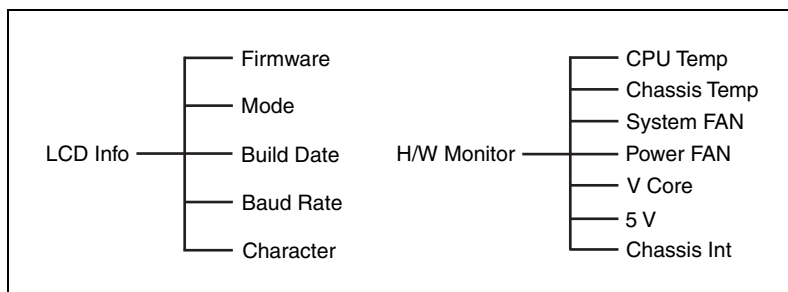 LCD Info
Firmware
Mode
Build Date
Baud Rate
Character
H/W Monitor
CPU Temp
Chassis Temp
System FAN
Power FAN
V Core
5 V
Chassis Int